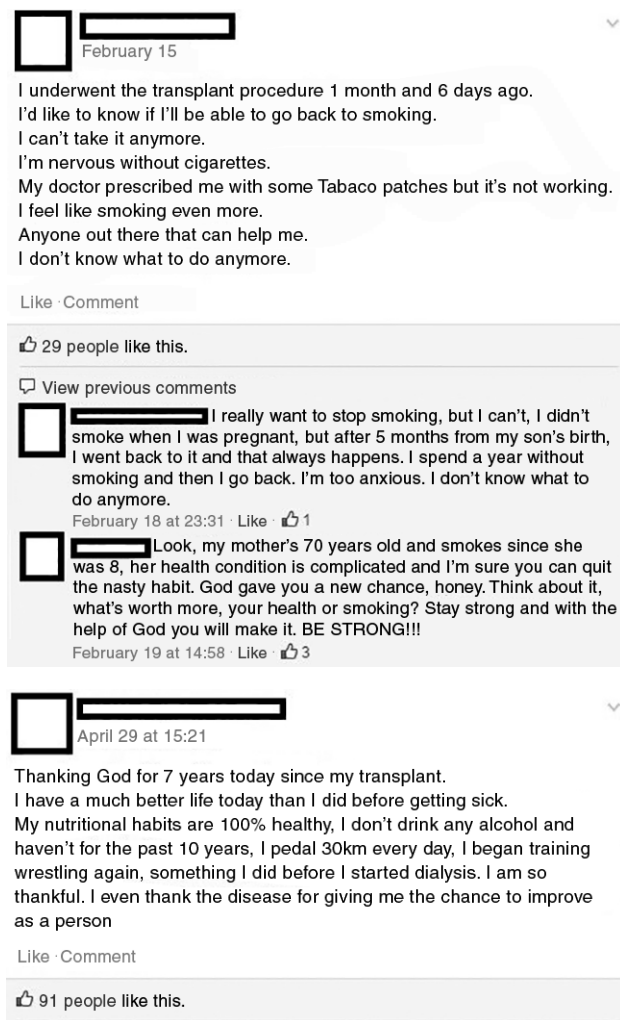 February 15
I underwent the transplant procedure 1 month and 6 days ago.
I'd like to know if I'll be able to go back to smoking.
I can't take it anymore.
I'm nervous without cigarettes.
My doctor prescribed me with some Tabaco patches but it's not working.
I feel like smoking even more.
Anyone out there that can help me.
I don't know what to do anymore.
Like · Comment
29 people like this.
View previous comments
I really want to stop smoking, but I can't, I didn't
smoke when I was pregnant, but after 5 months from my son's birth,
I went back to it and that always happens. I spend a year without
smoking and then I go back. I'm too anxious. I don't know what to
do anymore.
February 18 at 23:31 · Like · 1
Look, my mother's 70 years old and smokes since she
was 8, her health condition is complicated and I'm sure you can quit
the nasty habit. God gave you a new chance, honey. Think about it,
what's worth more, your health or smoking? Stay strong and with the
help of God you will make it. BE STRONG!!!
February 19 at 14:58 · Like · 3
April 29 at 15:21
Thanking God for 7 years today since my transplant.
I have a much better life today than I did before getting sick.
My nutritional habits are 100% healthy, I don't drink any alcohol and
haven't for the past 10 years, I pedal 30km every day, I began training
wrestling again, something I did before I started dialysis. I am so
thankful. I even thank the disease for giving me the chance to improve
as a person
Like · Comment
91 people like this.